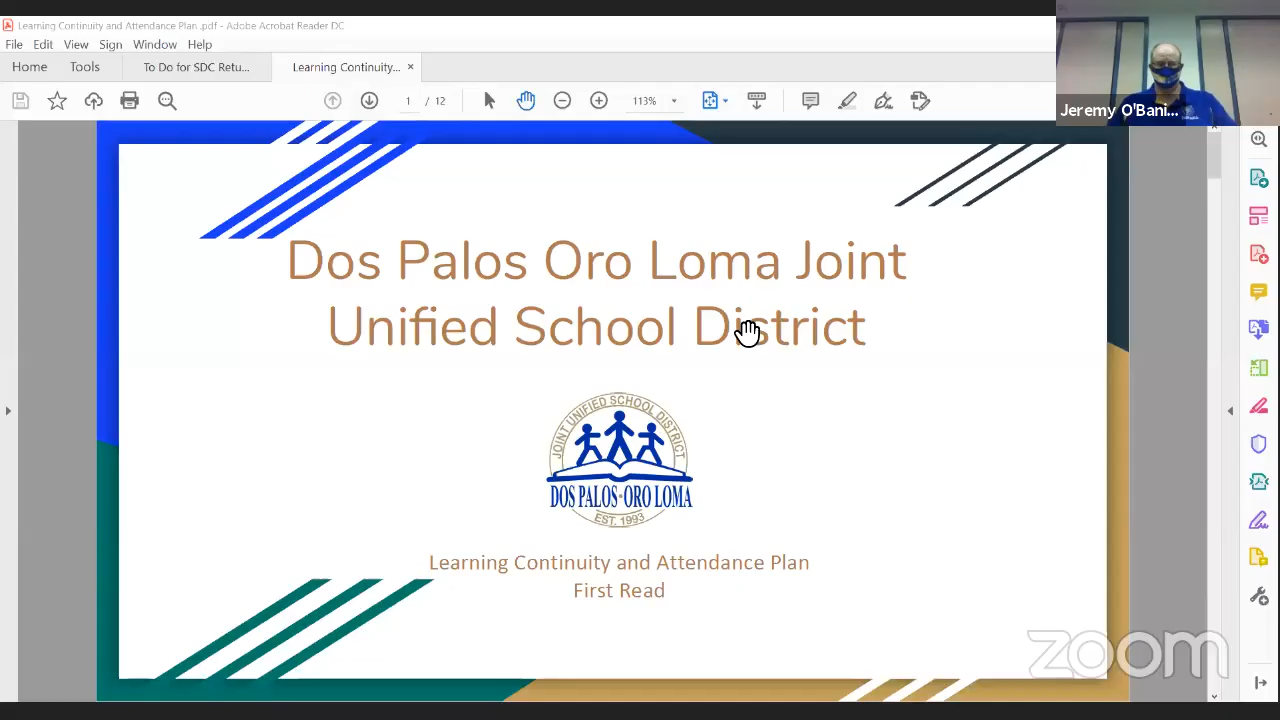 Learning Continuity and Attendance Plan .pdf - Adobe Acrobat Reader DC
File Edit View Sign Window Help
Home Tools To Do for SDC Retu... Learning Continuity... ×
1 / 12 113%
Jeremy O'Bani...
Dos Palos Oro Loma Joint
Unified School District
JOINT UNIFIED SCHOOL DISTRICT
DOS PALOS·ORO LOMA
EST. 1993
Learning Continuity and Attendance Plan
First Read
zoom